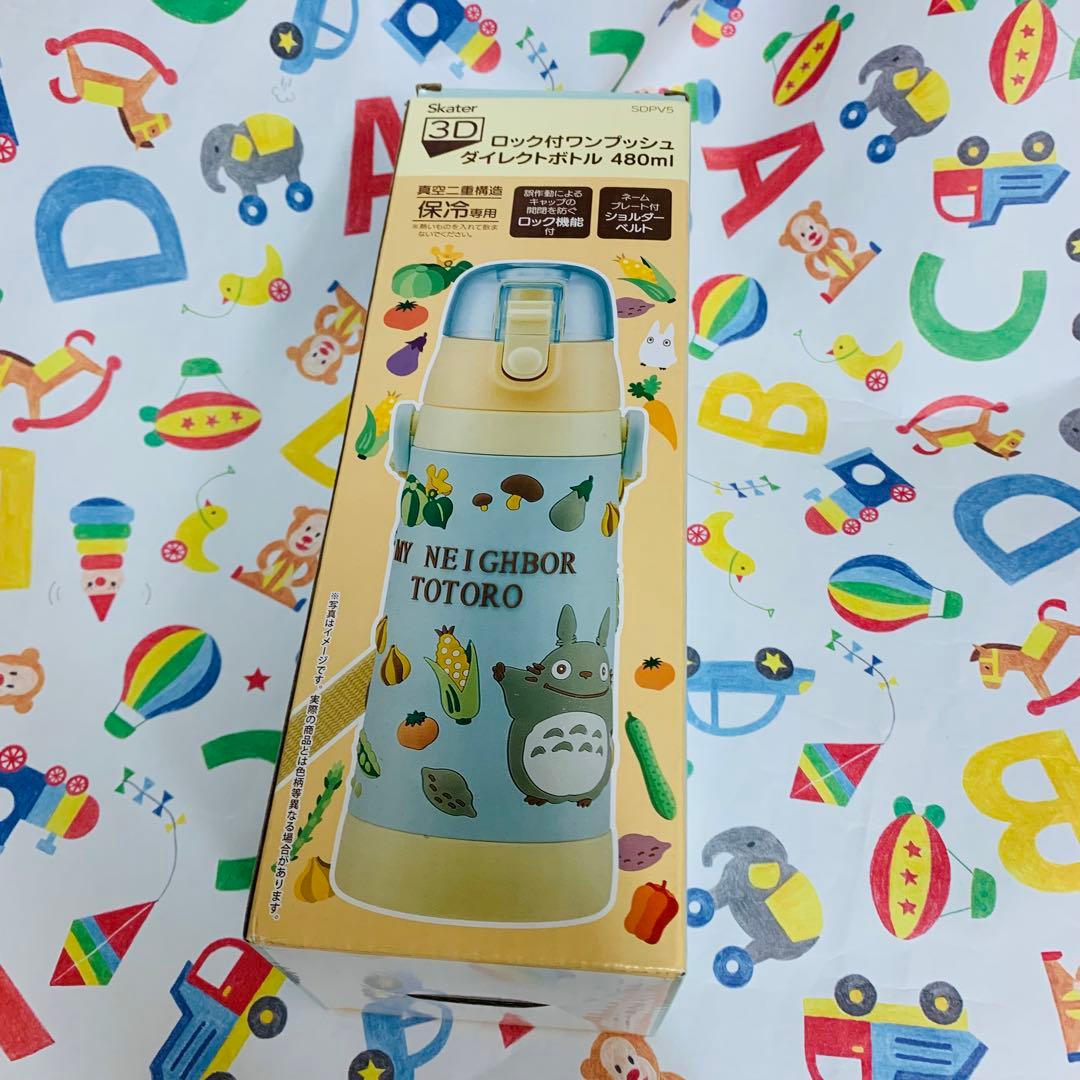 Skater
SDPV5
3D
ロック付ワンプッシュ
ダイレクトボトル 480ml
真空二重構造
保冷専用
※熱いものを入れて飲ま
ないでください。
誤作動による
キャップの
開閉を防ぐ
ロック機能
付
ネーム
プレート付
ショルダー
ベルト
MY NEIGHBOR
TOTORO
※写真はイメージです。実際の商品とは色柄等異なる場合があります。
D
A
A
C
B
D
B